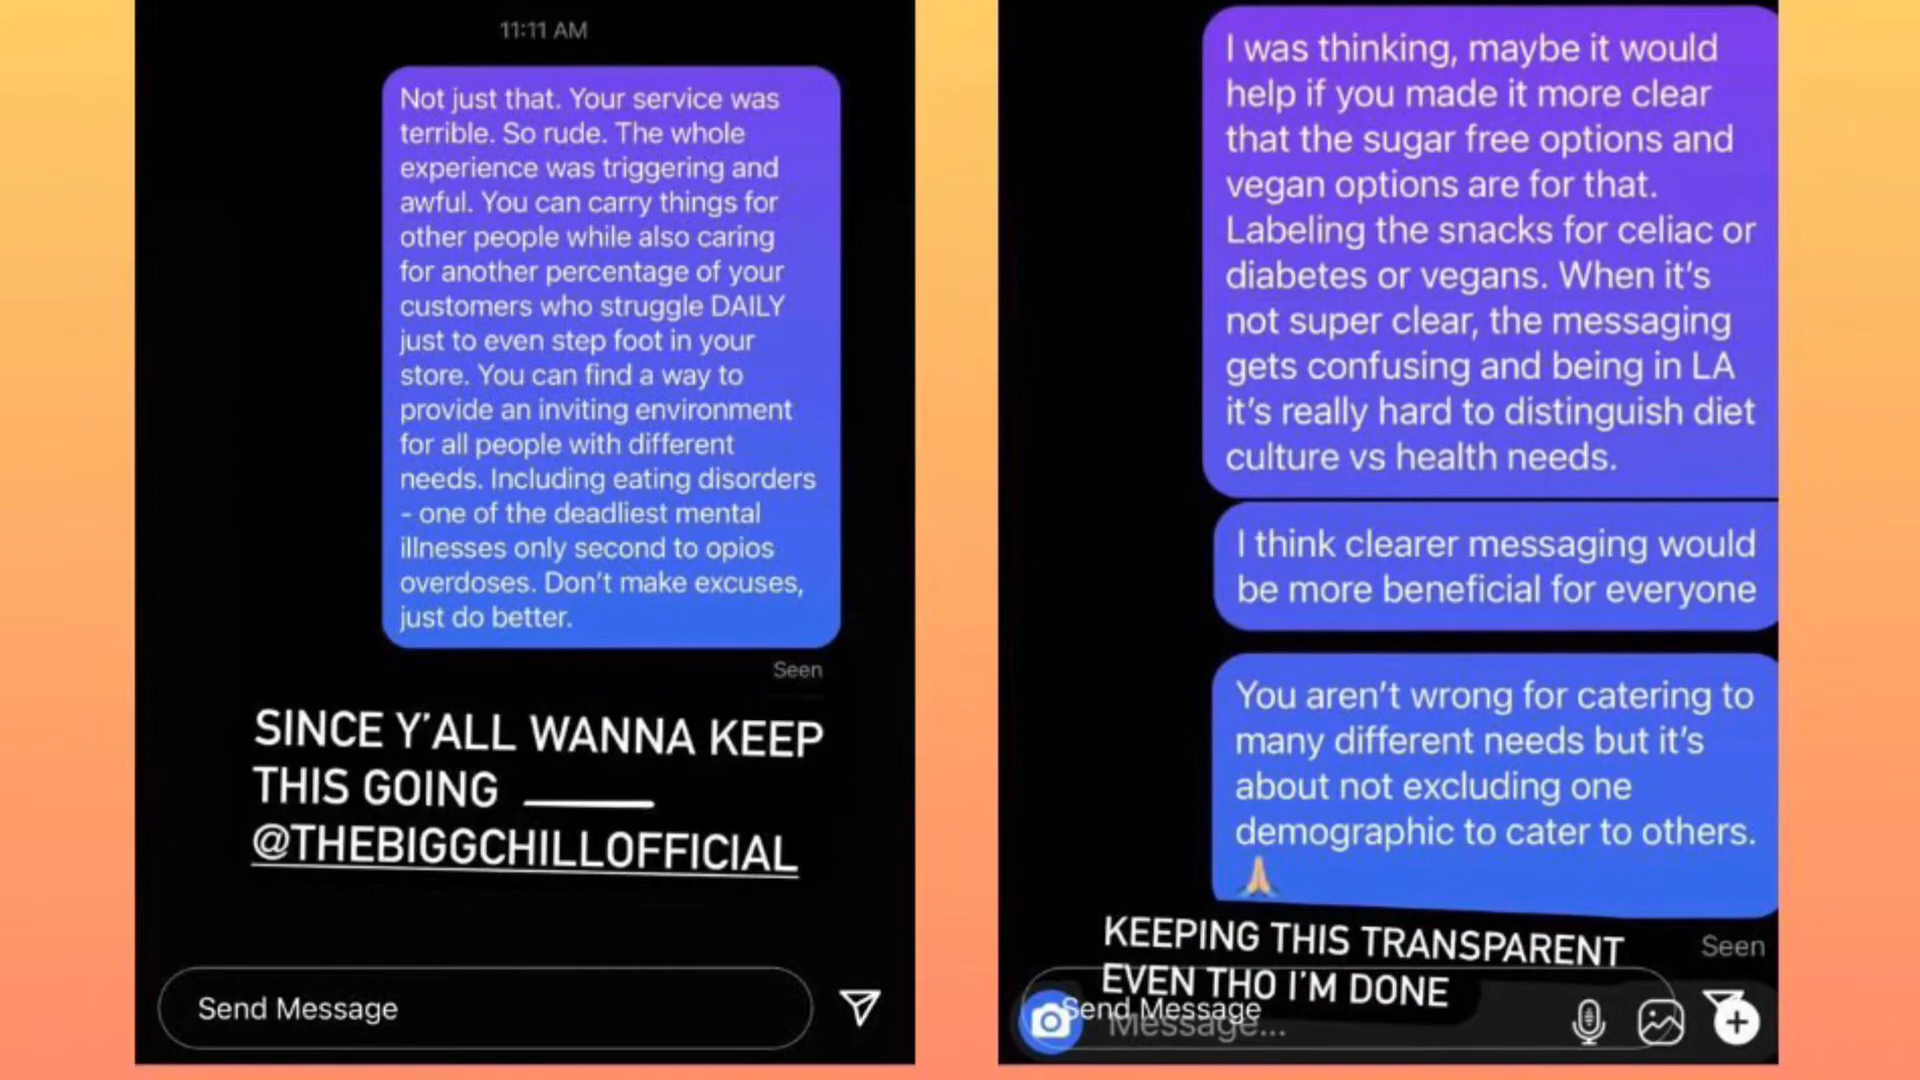 11:11 AM
Not just that. Your service was
terrible. So rude. The whole
experience was triggering and
awful. You can carry things for
other people while also caring
for another percentage of your
customers who struggle DAILY
just to even step foot in your
store. You can find a way to
provide an inviting environment
for all people with different
needs. Including eating disorders
- one of the deadliest mental
illnesses only second to opios
overdoses. Don't make excuses,
just do better.
Seen
SINCE Y'ALL WANNA KEEP
THIS GOING
@THEBIGGCHILLOFFICIAL
Send Message
I was thinking, maybe it would
help if you made it more clear
that the sugar free options and
vegan options are for that.
Labeling the snacks for celiac or
diabetes or vegans. When it's
not super clear, the messaging
gets confusing and being in LA
it's really hard to distinguish diet
culture vs health needs.
I think clearer messaging would
be more beneficial for everyone
You aren't wrong for catering to
many different needs but it's
about not excluding one
demographic to cater to others.
🙏
KEEPING THIS TRANSPARENT
EVEN THO I'M DONE
Seen
Send Message
Message...